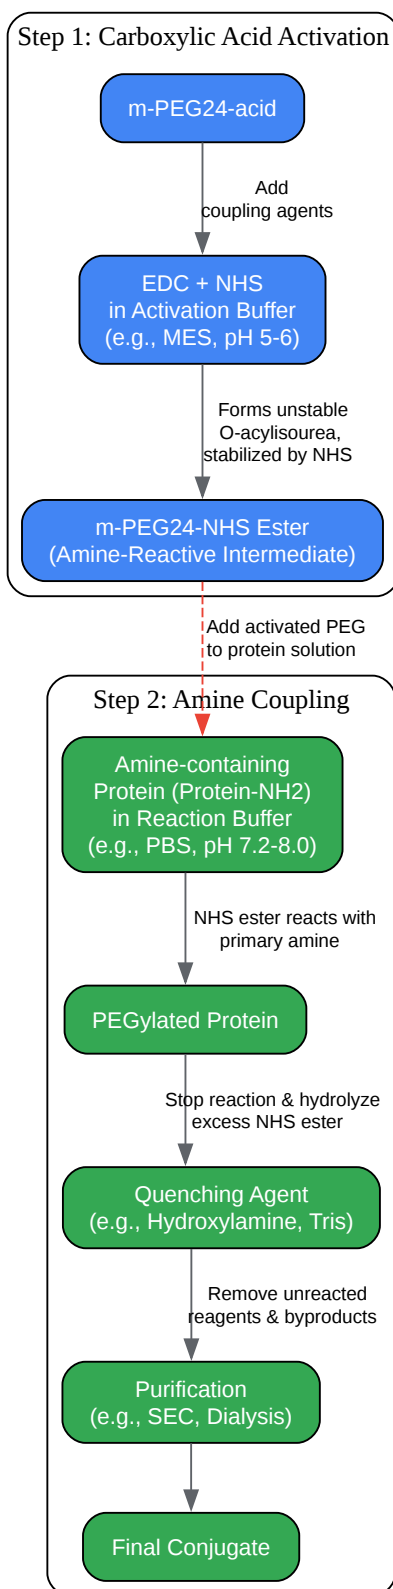 Step 1: Carboxylic Acid Activation
m-PEG24-acid
Add
coupling agents
EDC + NHS
in Activation Buffer
(e.g., MES, pH 5-6)
Forms unstable
O-acylisourea,
stabilized by NHS
m-PEG24-NHS Ester
(Amine-Reactive Intermediate)
Add activated PEG
to protein solution
Step 2: Amine Coupling
Amine-containing
Protein (Protein-NH2)
in Reaction Buffer
(e.g., PBS, pH 7.2-8.0)
NHS ester reacts with
primary amine
PEGylated Protein
Stop reaction & hydrolyze
excess NHS ester
Quenching Agent
(e.g., Hydroxylamine, Tris)
Remove unreacted
reagents & byproducts
Purification
(e.g., SEC, Dialysis)
Final Conjugate